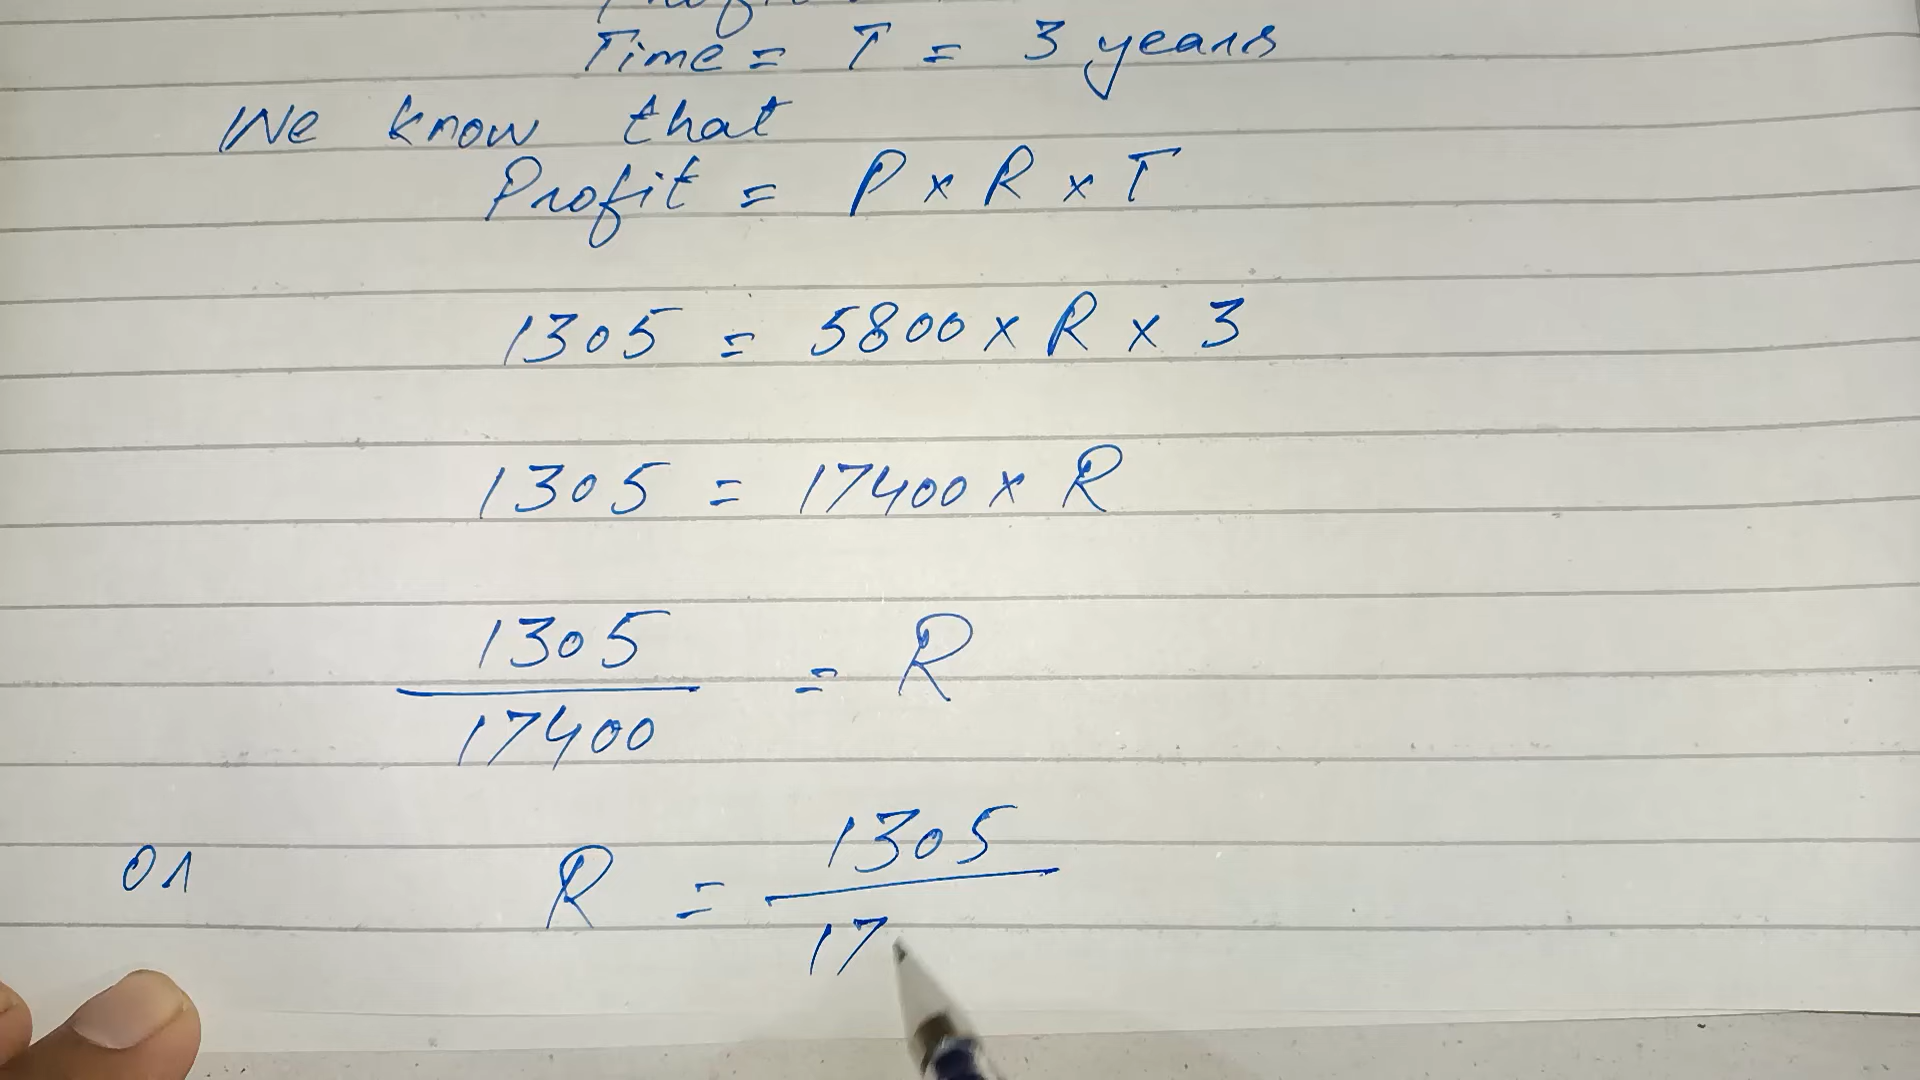 Time = T = 3 years
We know that
Profit = P x R x T
1305 = 5800 x R x 3
1305 = 17400 x R
1305
17400 = R
or R = 1305
17